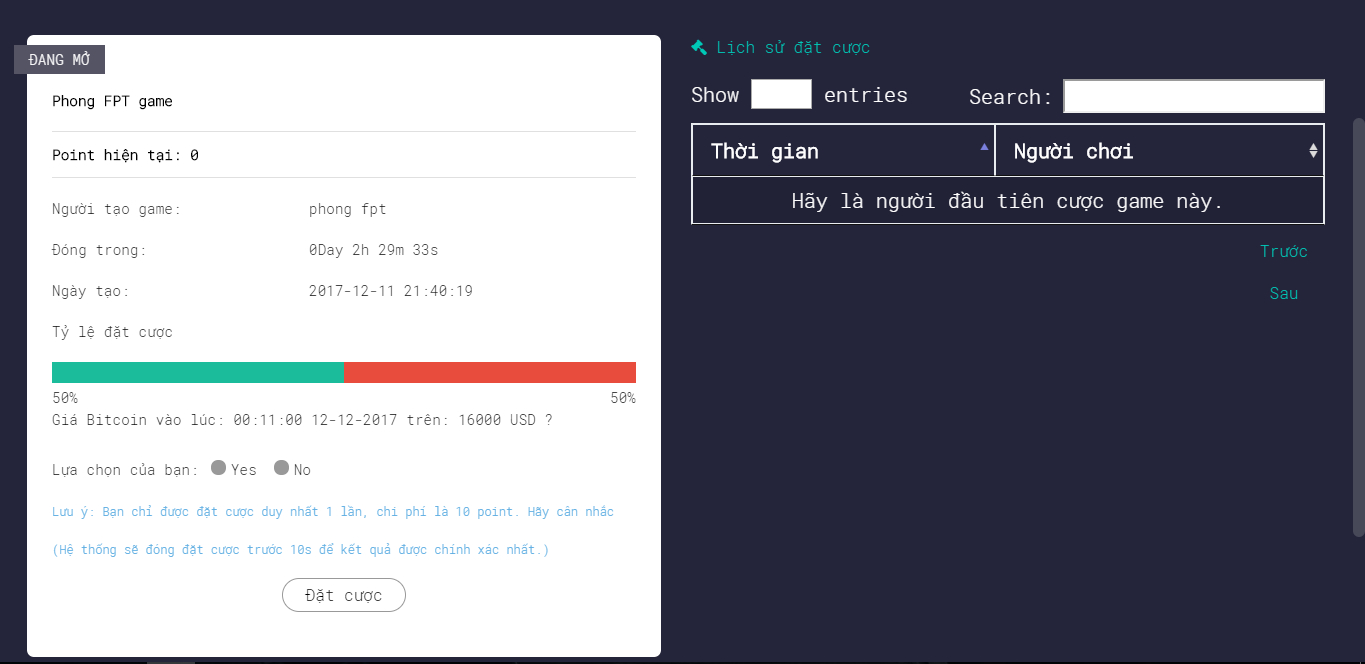 ĐANG MỞ
Phong FPT game
Point hiện tại: 0
Người tạo game: phong fpt
Đóng trong: 0Day 2h 29m 33s
Ngày tạo: 2017-12-11 21:40:19
Tỷ lệ đặt cược
50% 50%
Giá Bitcoin vào lúc: 00:11:00 12-12-2017 trên: 16000 USD ?
Lựa chọn của bạn: Yes No
Lưu ý: Bạn chỉ được đặt cược duy nhất 1 lần, chi phí là 10 point. Hãy cân nhắc
(Hệ thống sẽ đóng đặt cược trước 10s để kết quả được chính xác nhất.)
Đặt cược
Lịch sử đặt cược
Show entries Search:
Thời gian Người chơi
Hãy là người đầu tiên cược game này.
Trước
Sau